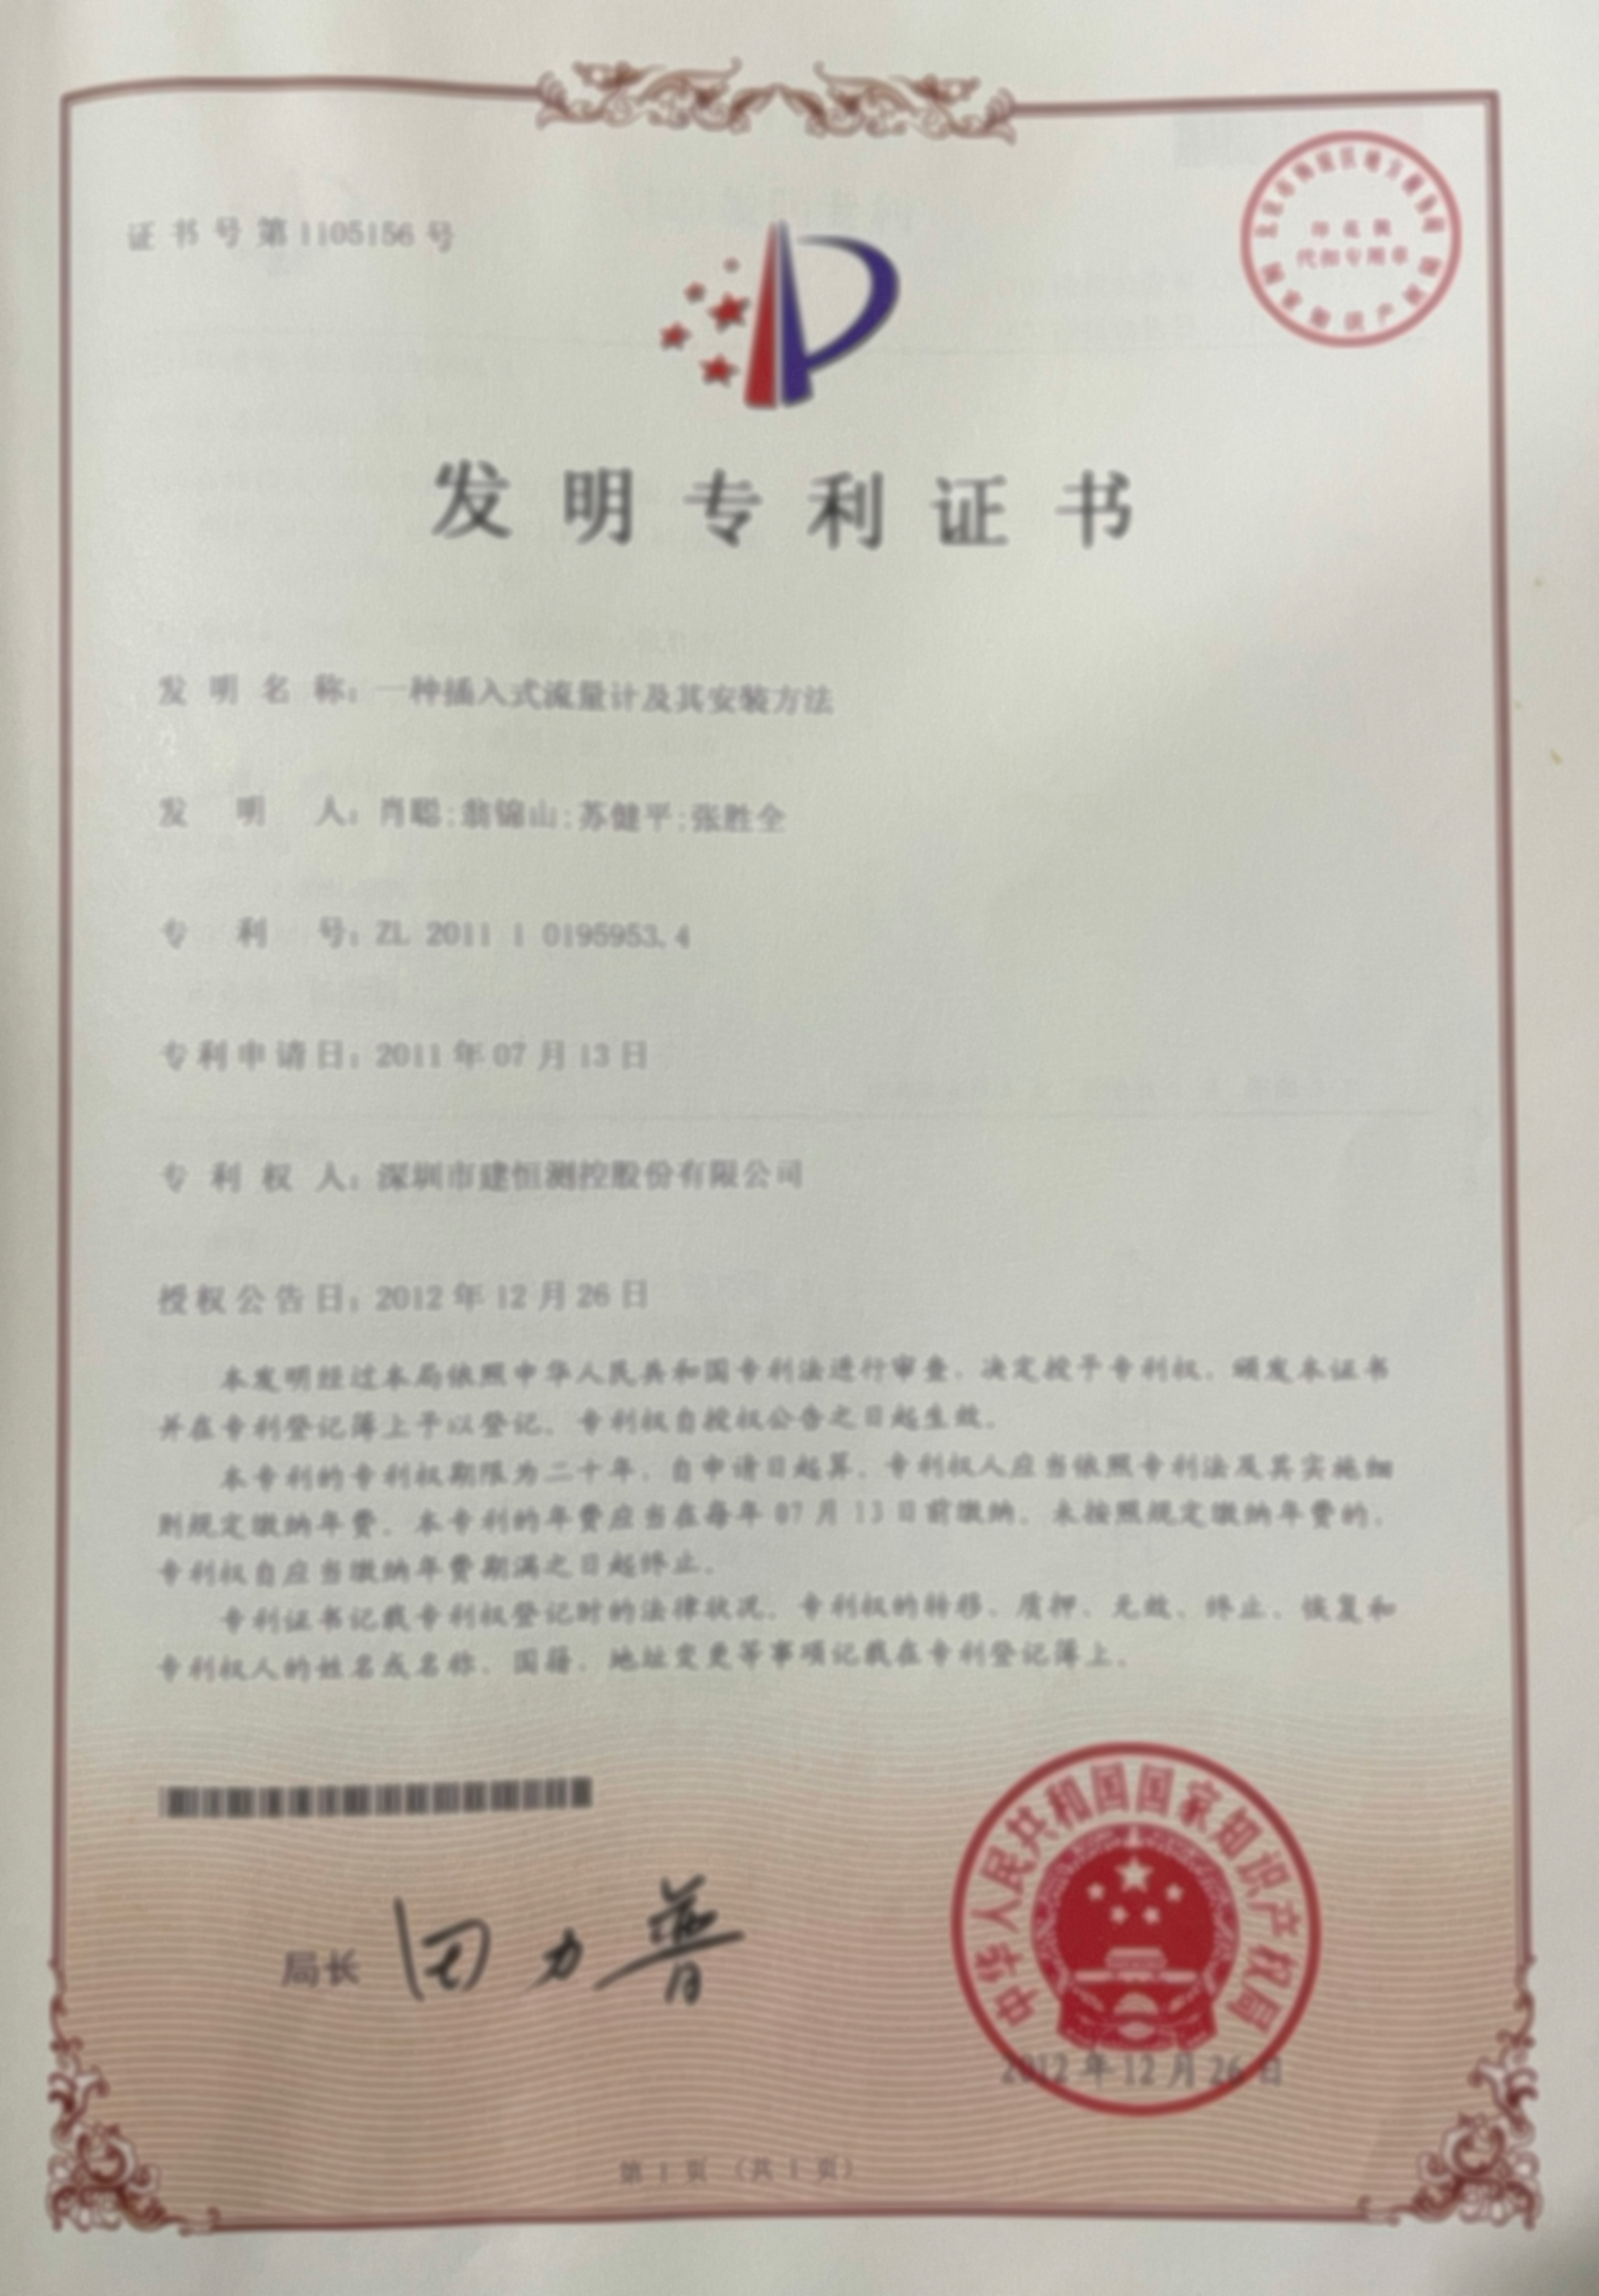 证书号第1105156号
印花税
代扣专用章
发明专利证书
发明名称：一种插入式流量计及其安装方法
发明人：肖聪;翁锦山;苏健平;张胜全
专利号：ZL 2011 1 0195953.4
专利申请日：2011年07月13日
专利权人：深圳市建恒测控股份有限公司
授权公告日：2012年12月26日
本发明经过本局依照中华人民共和国专利法进行审查，决定授予专利权，颁发本证书
并在专利登记簿上予以登记。专利权自授权公告之日起生效。
本专利的专利权期限为二十年，自申请日起算。专利权人应当依照专利法及其实施细
则规定缴纳年费。本专利的年费应当在每年07月13日前缴纳。未按照规定缴纳年费的，
专利权自应当缴纳年费期满之日起终止。
专利证书记载专利权登记时的法律状况。专利权的转移、质押、无效、终止、恢复和
专利权人的姓名或名称、国籍、地址变更等事项记载在专利登记簿上。
局长 田力普
中华人民共和国国家知识产权局
2012年12月26日
第1页（共1页）